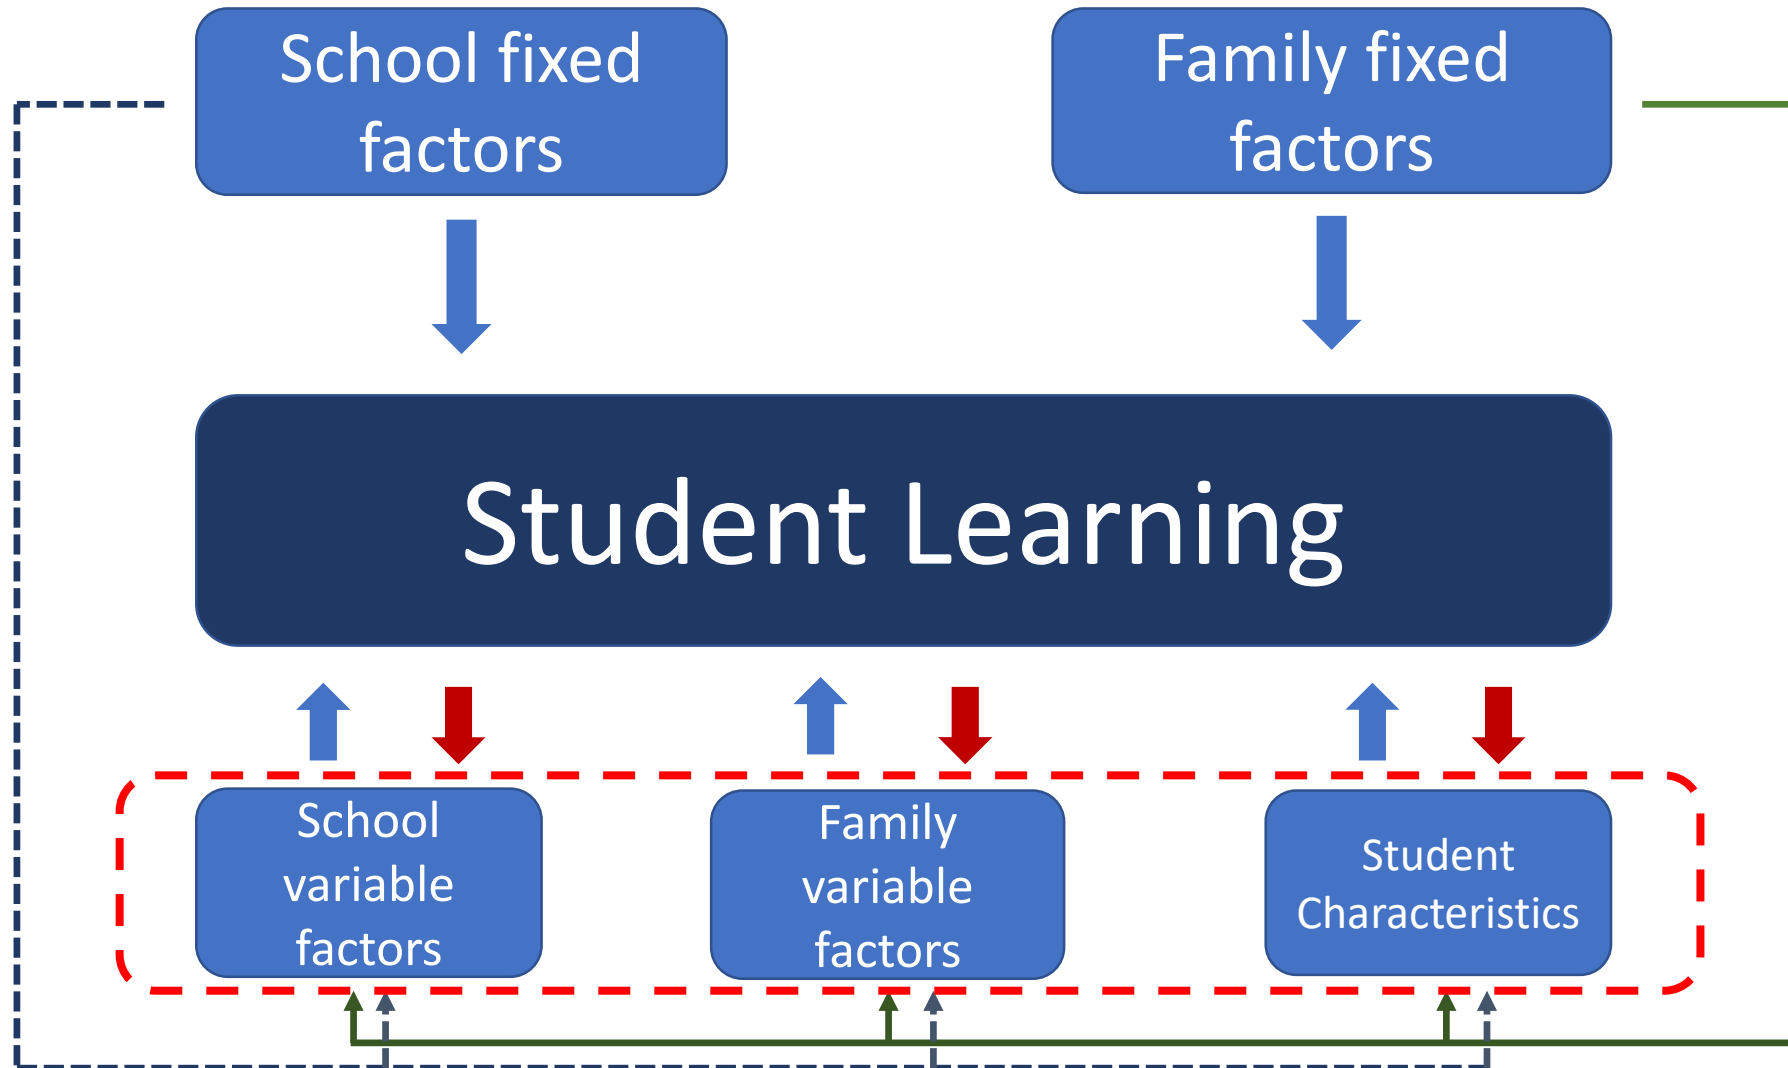 School fixed
factors
Family fixed
factors
Student Learning
School
variable
factors
Family
variable
factors
Student
Characteristics